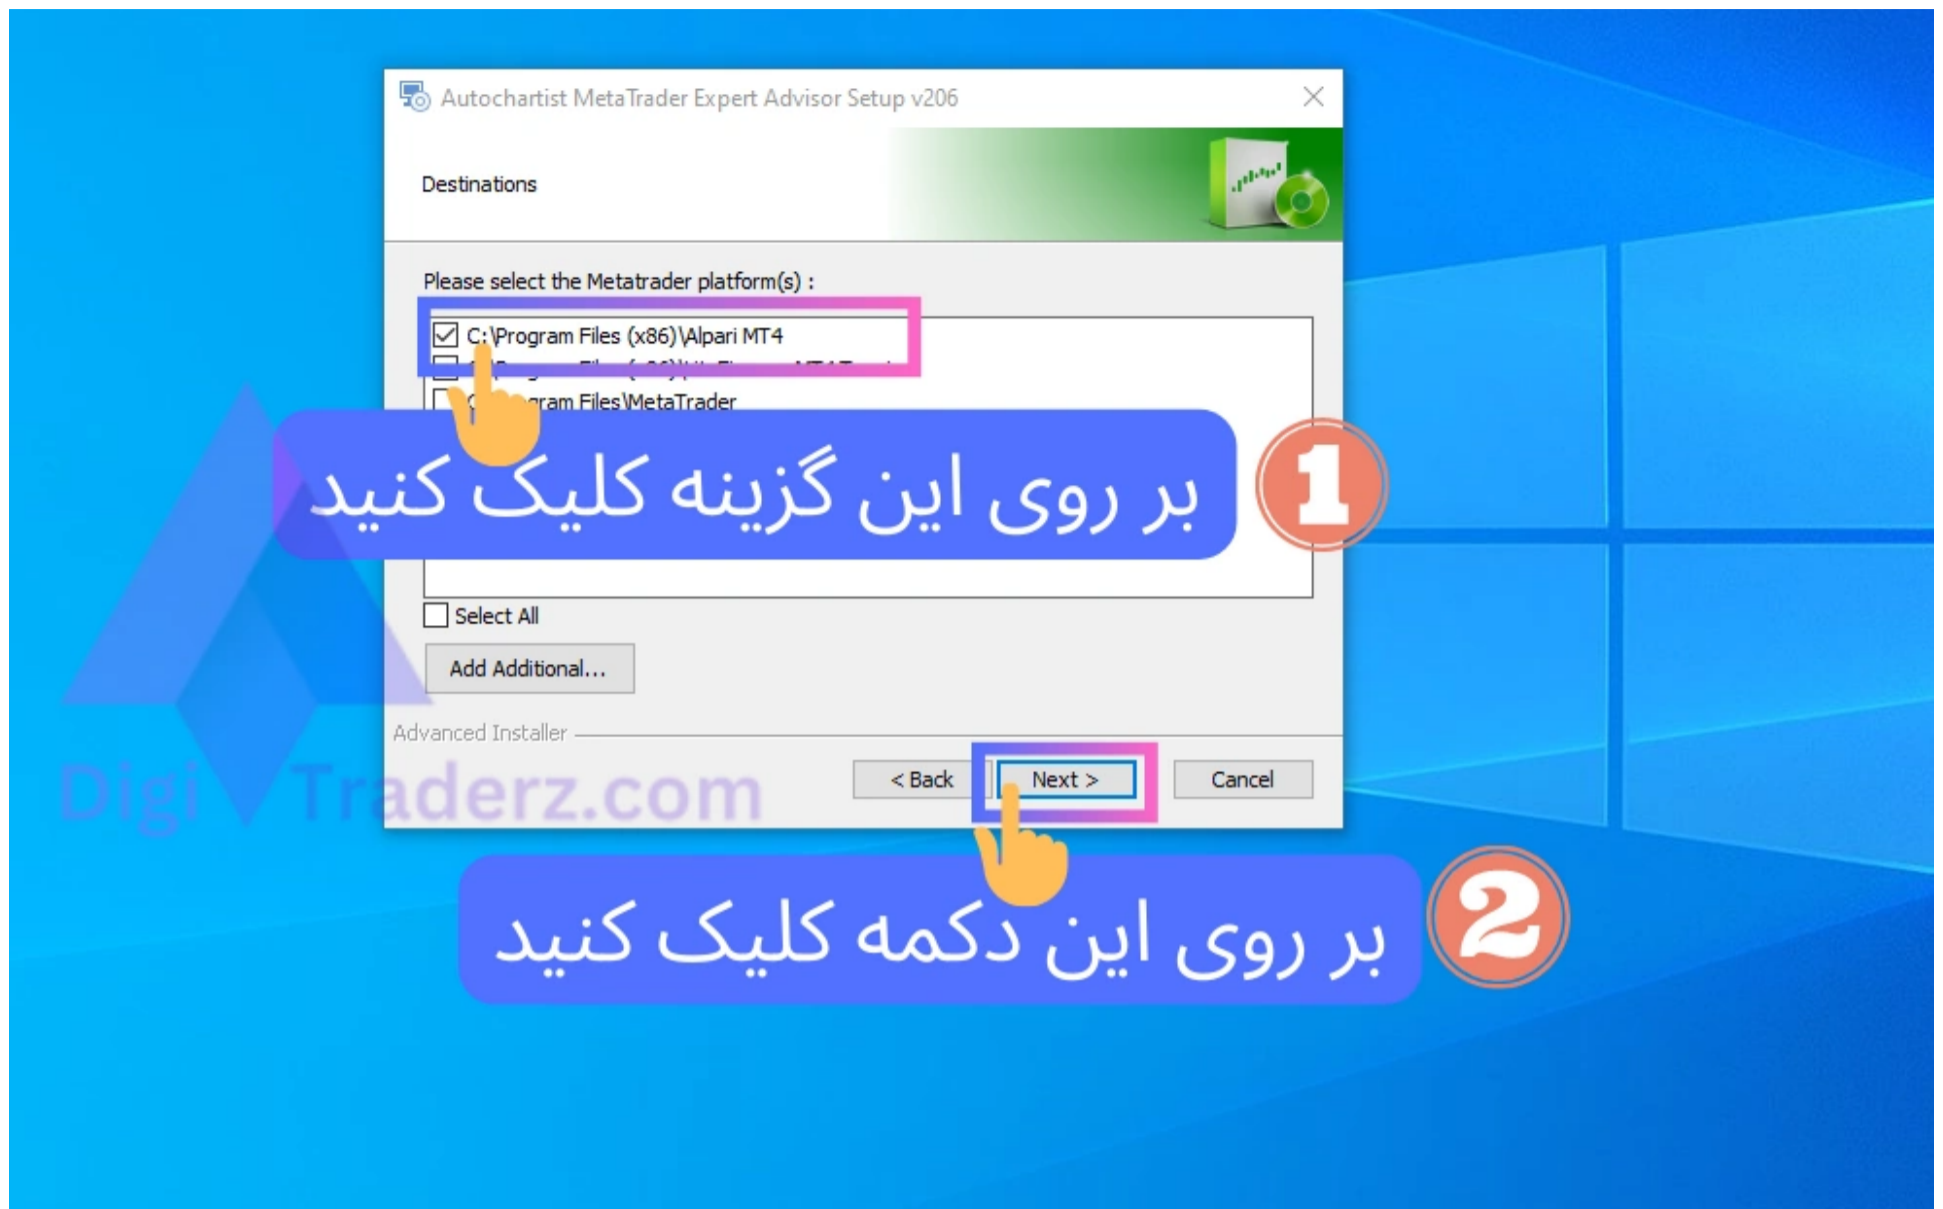 Autochartist MetaTrader Expert Advisor Setup v206
Destinations
Please select the Metatrader platform(s) :
C:\Program Files (x86)\Alpari MT4
Files\MetaTrader
بر روی این گزینه کلیک کنید
1
Select All
Add Additional...
Advanced Installer
< Back
Next >
Cancel
Digi Traderz.com
بر روی این دکمه کلیک کنید
2